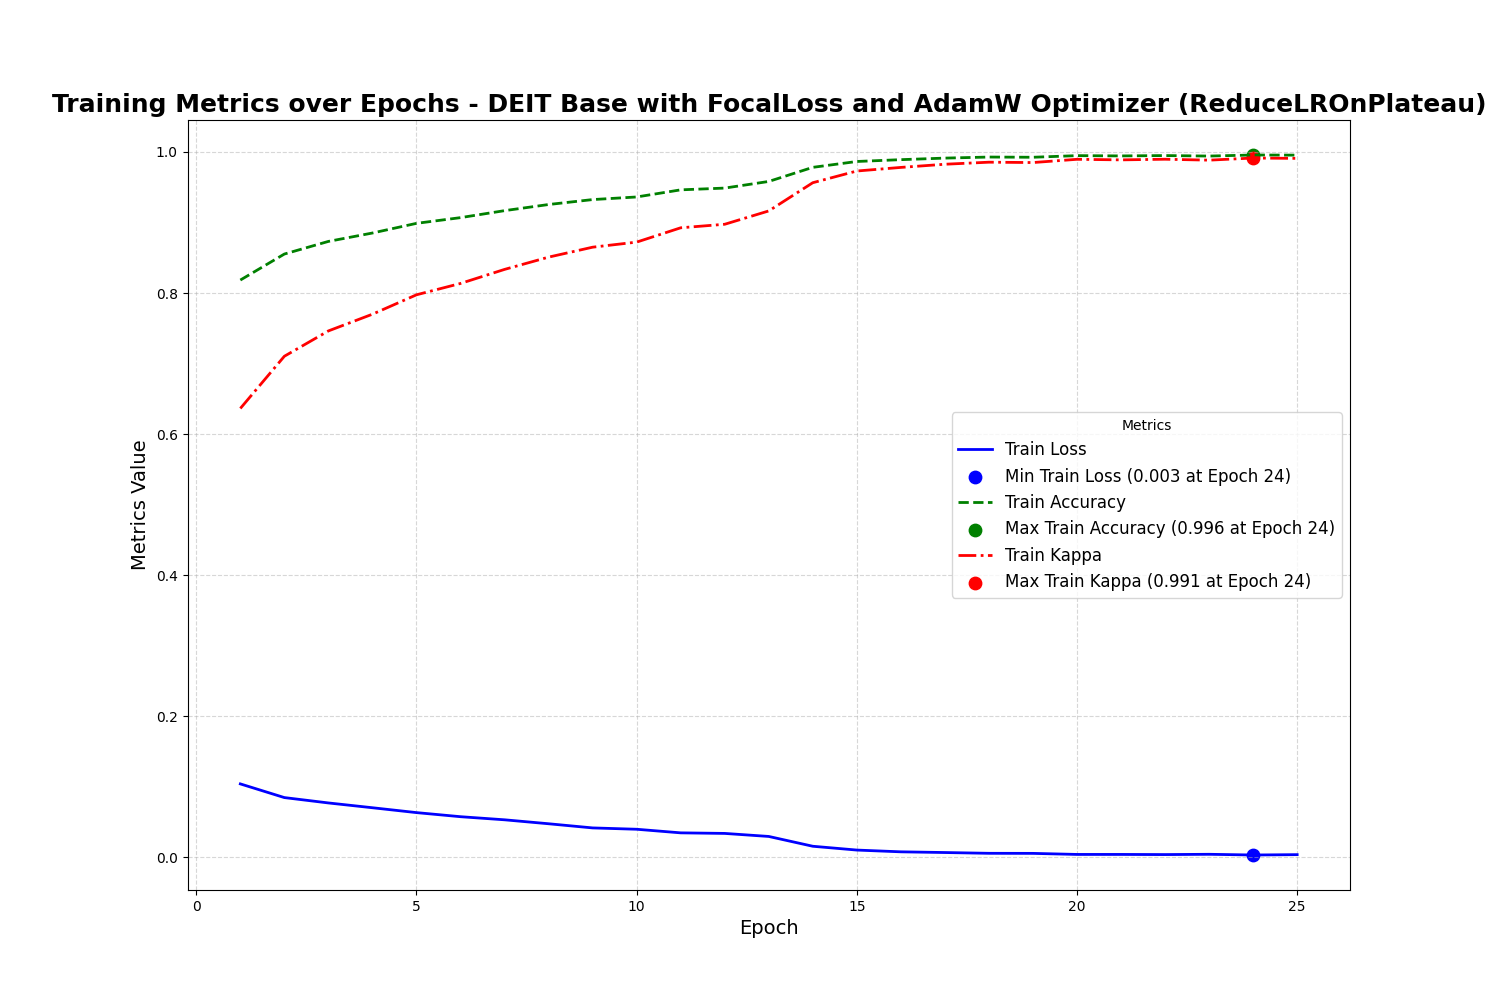 Training Metrics over Epochs - DEIT Base with FocalLoss and AdamW Optimizer (ReduceLROnPlateau)
1.0
0.8
0.6
0.4
0.2
0.0
Metrics Value
Metrics
Train Loss
Min Train Loss (0.003 at Epoch 24)
Train Accuracy
Max Train Accuracy (0.996 at Epoch 24)
Train Kappa
Max Train Kappa (0.991 at Epoch 24)
0 5 10 15 20 25
Epoch